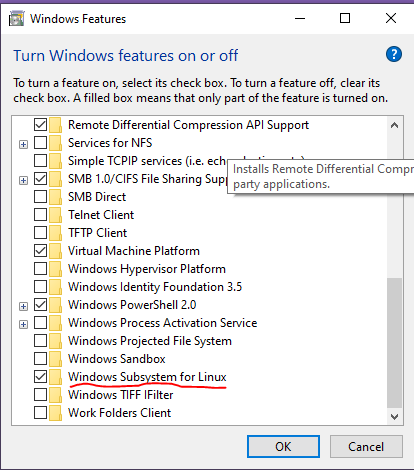 Windows Features
Turn Windows features on or off
To turn a feature on, select its check box. To turn a feature off, clear its
check box. A filled box means that only part of the feature is turned on.
Remote Differential Compression API Support
Services for NFS
Simple TCPIP services (i.e. echo
Installs Remote Differential Compr
party applications.
SMB 1.0/CIFS File Sharing Supp
SMB Direct
Telnet Client
TFTP Client
Virtual Machine Platform
Windows Hypervisor Platform
Windows Identity Foundation 3.5
Windows PowerShell 2.0
Windows Process Activation Service
Windows Projected File System
Windows Sandbox
Windows Subsystem for Linux
Windows TIFF IFilter
Work Folders Client
OK
Cancel